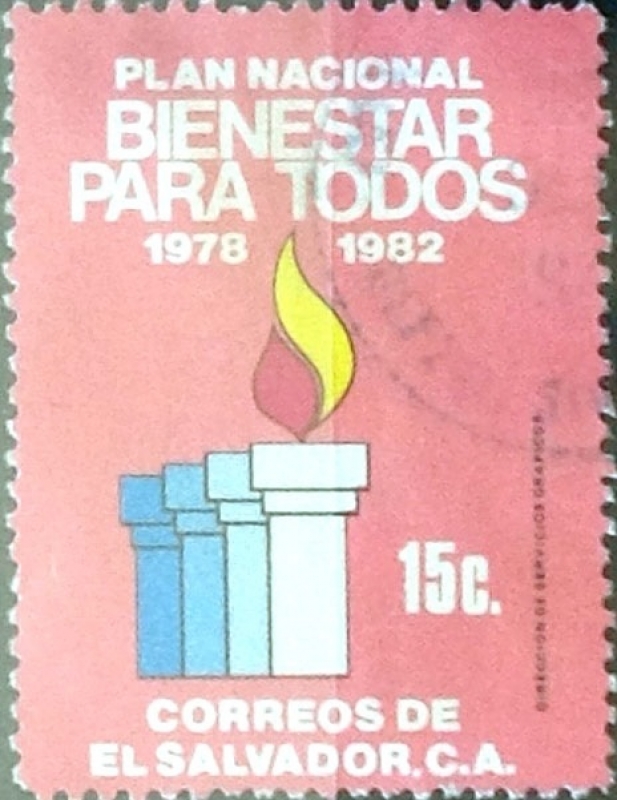 PLAN NACIONAL
BIENESTAR
PARA TODOS
1978 1982
15c.
DIRECCION DE SERVICIOS GRAFICOS
CORREOS DE
EL SALVADOR, C.A.